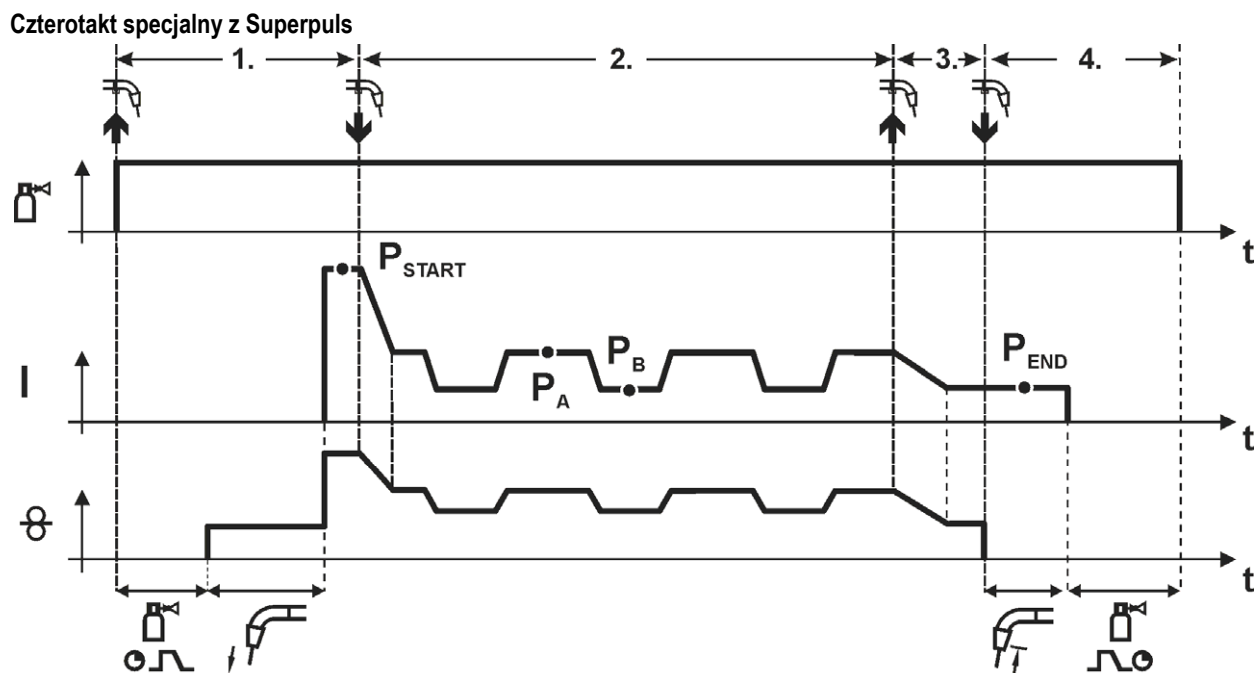 Czterotakt specjalny z Superpuls
1. 2. 3. 4.
t
P START
P B
P END
I
P A
t
t